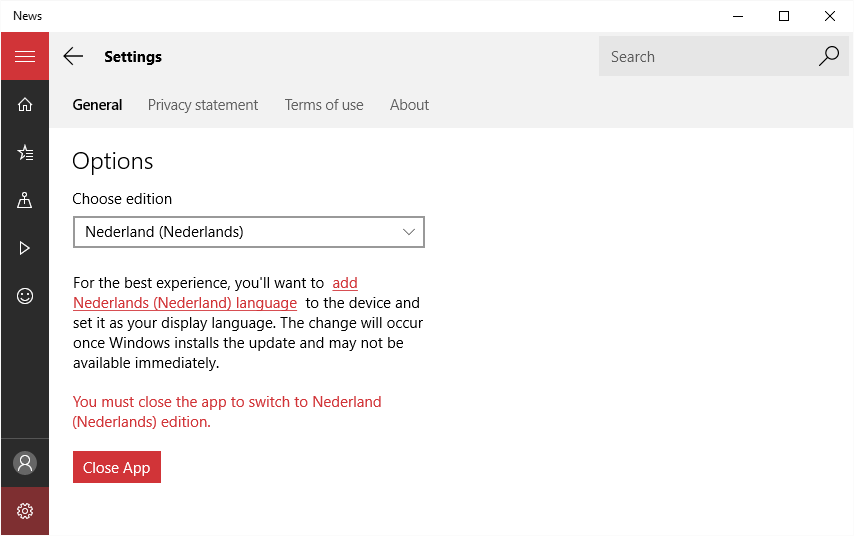 News
Settings
Search
General Privacy statement Terms of use About
Options
Choose edition
Nederland (Nederlands)
For the best experience, you'll want to add
Nederlands (Nederland) language to the device and
set it as your display language. The change will occur
once Windows installs the update and may not be
available immediately.
You must close the app to switch to Nederland
(Nederlands) edition.
Close App